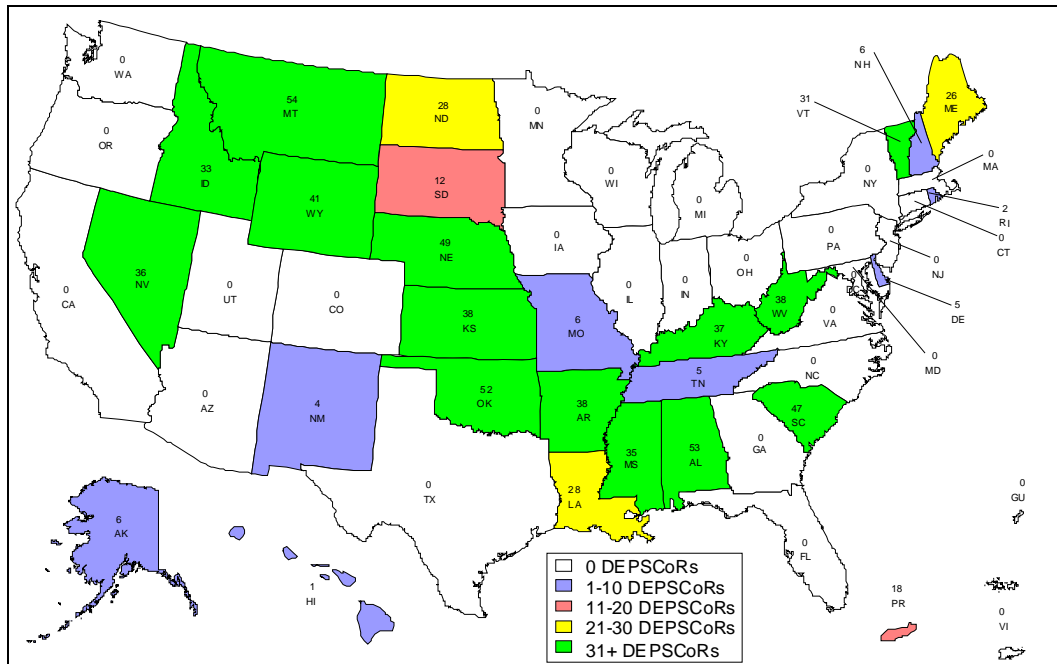 0
WA
0
OR
0
CA
36
NV
33
ID
54
MT
41
WY
0
UT
0
CO
0
AZ
4
NM
28
ND
12
SD
49
NE
38
KS
52
OK
0
TX
0
MN
0
IA
6
MO
38
AR
28
LA
0
WI
0
IL
0
MI
0
IN
0
OH
37
KY
5
TN
35
MS
53
AL
0
GA
0
FL
47
SC
0
NC
0
VA
38
WV
0
DC
0
PA
0
NY
31
VT
6
NH
26
ME
0
MA
2
RI
0
CT
0
NJ
5
DE
0
MD
6
AK
1
HI
18
PR
0
GU
0
VI
0 DEPSCoRs
1-10 DEPSCoRs
11-20 DEPSCoRs
21-30 DEPSCoRs
31+ DEPSCoRs